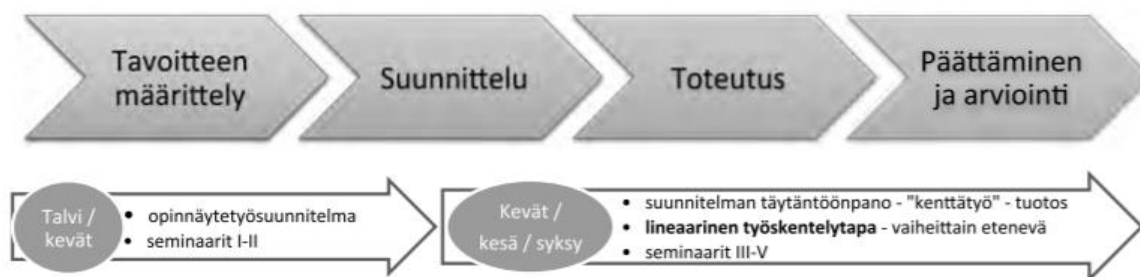 Tavoitteen
määrittely
Suunnittelu
Toteutus
Päättäminen
ja arviointi
Talvi /
kevät
• opinnäytetyösuunnitelma
• seminaarit I-II
Kevät /
kesä / syksy
• suunnitelman täytäntöönpano - "kenttätyö" - tuotos
• lineaarinen työskentelytapa - vaiheittain etenevä
• seminaarit III-V